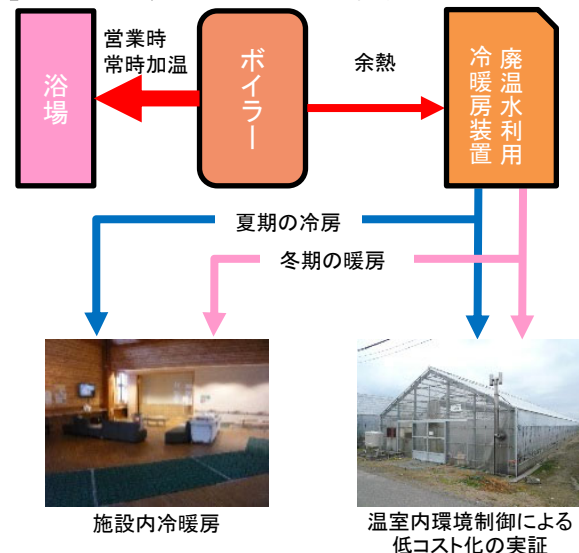 営業時
常時加温
浴場
ボイラー
余熱
廃温水利用
冷暖房装置
夏期の冷房
冬期の暖房
施設内冷暖房
温室内環境制御による
低コスト化の実証